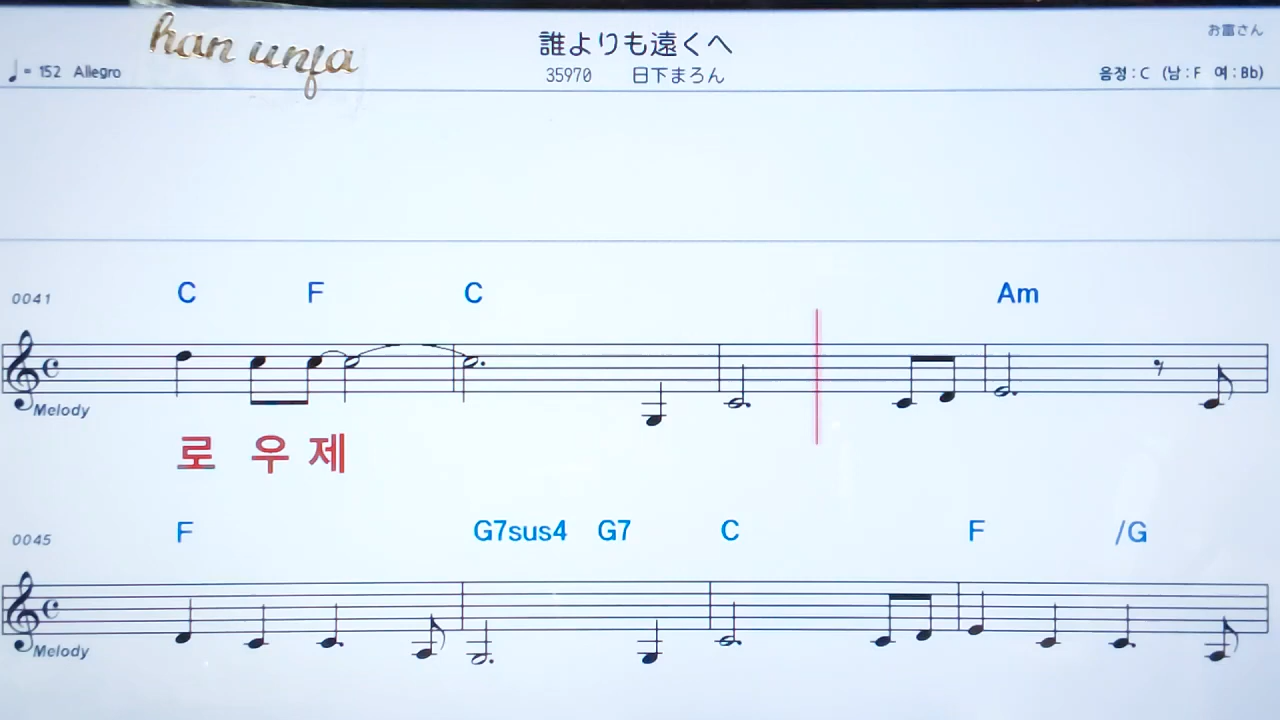 han unfa
誰よりも遠くへ
お富さん
♩= 152 Allegro
35970 日下まろん
음정 : C (남 : F 여 : Bb)
0041 C F C Am
Melody
로 우 제
0045 F G7sus4 G7 C F /G
Melody